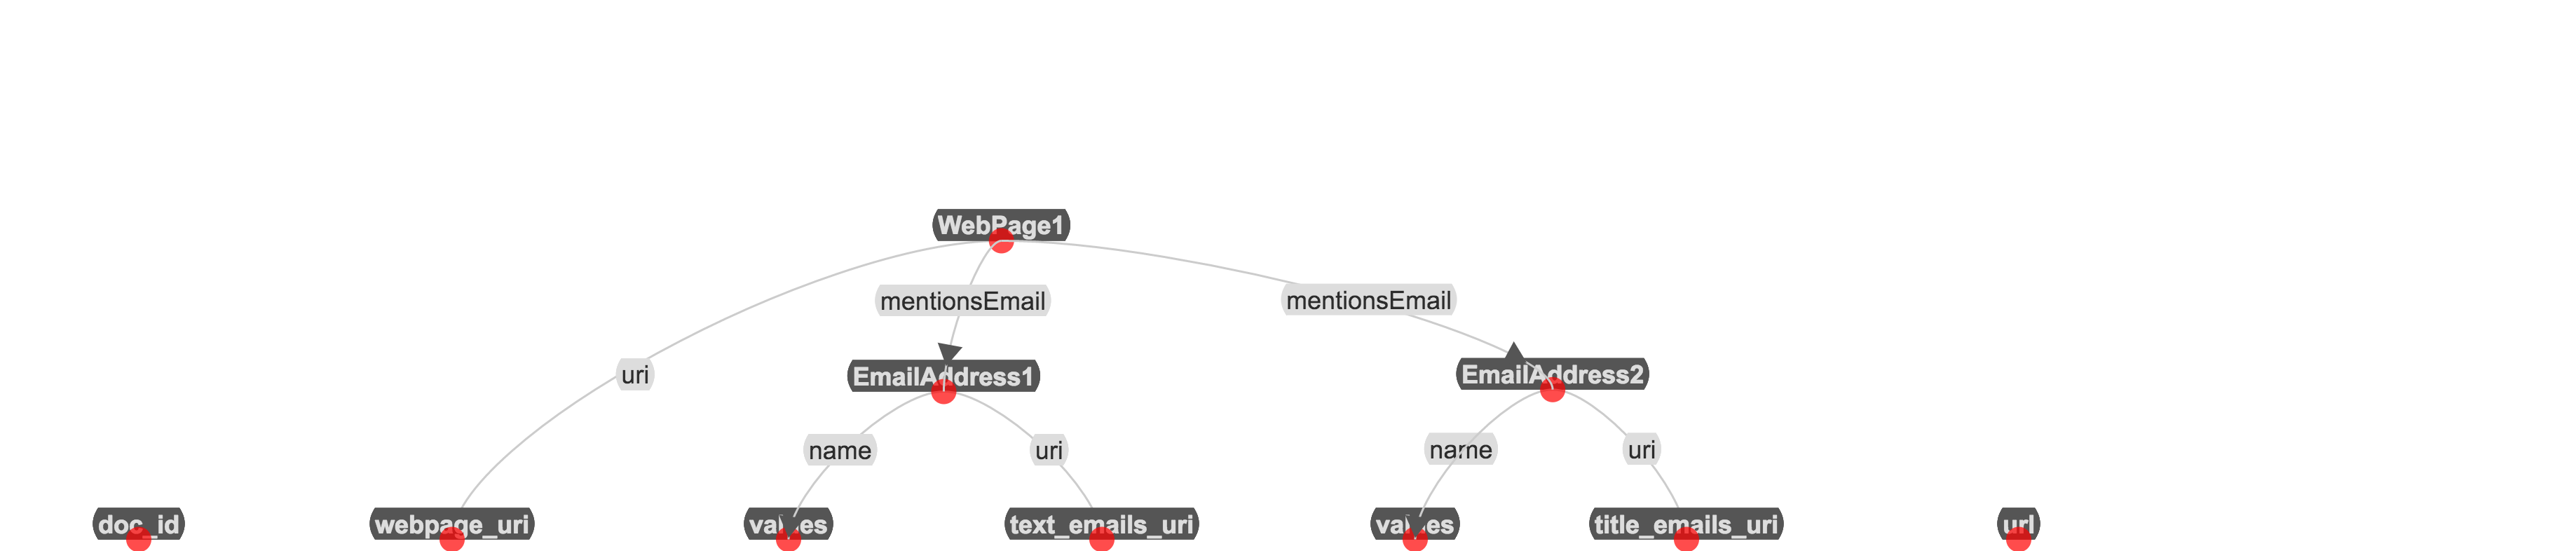 WebPage1
mentionsEmail
mentionsEmail
uri
EmailAddress1
EmailAddress2
name
uri
name
uri
doc_id
webpage_uri
values
text_emails_uri
values
title_emails_uri
url